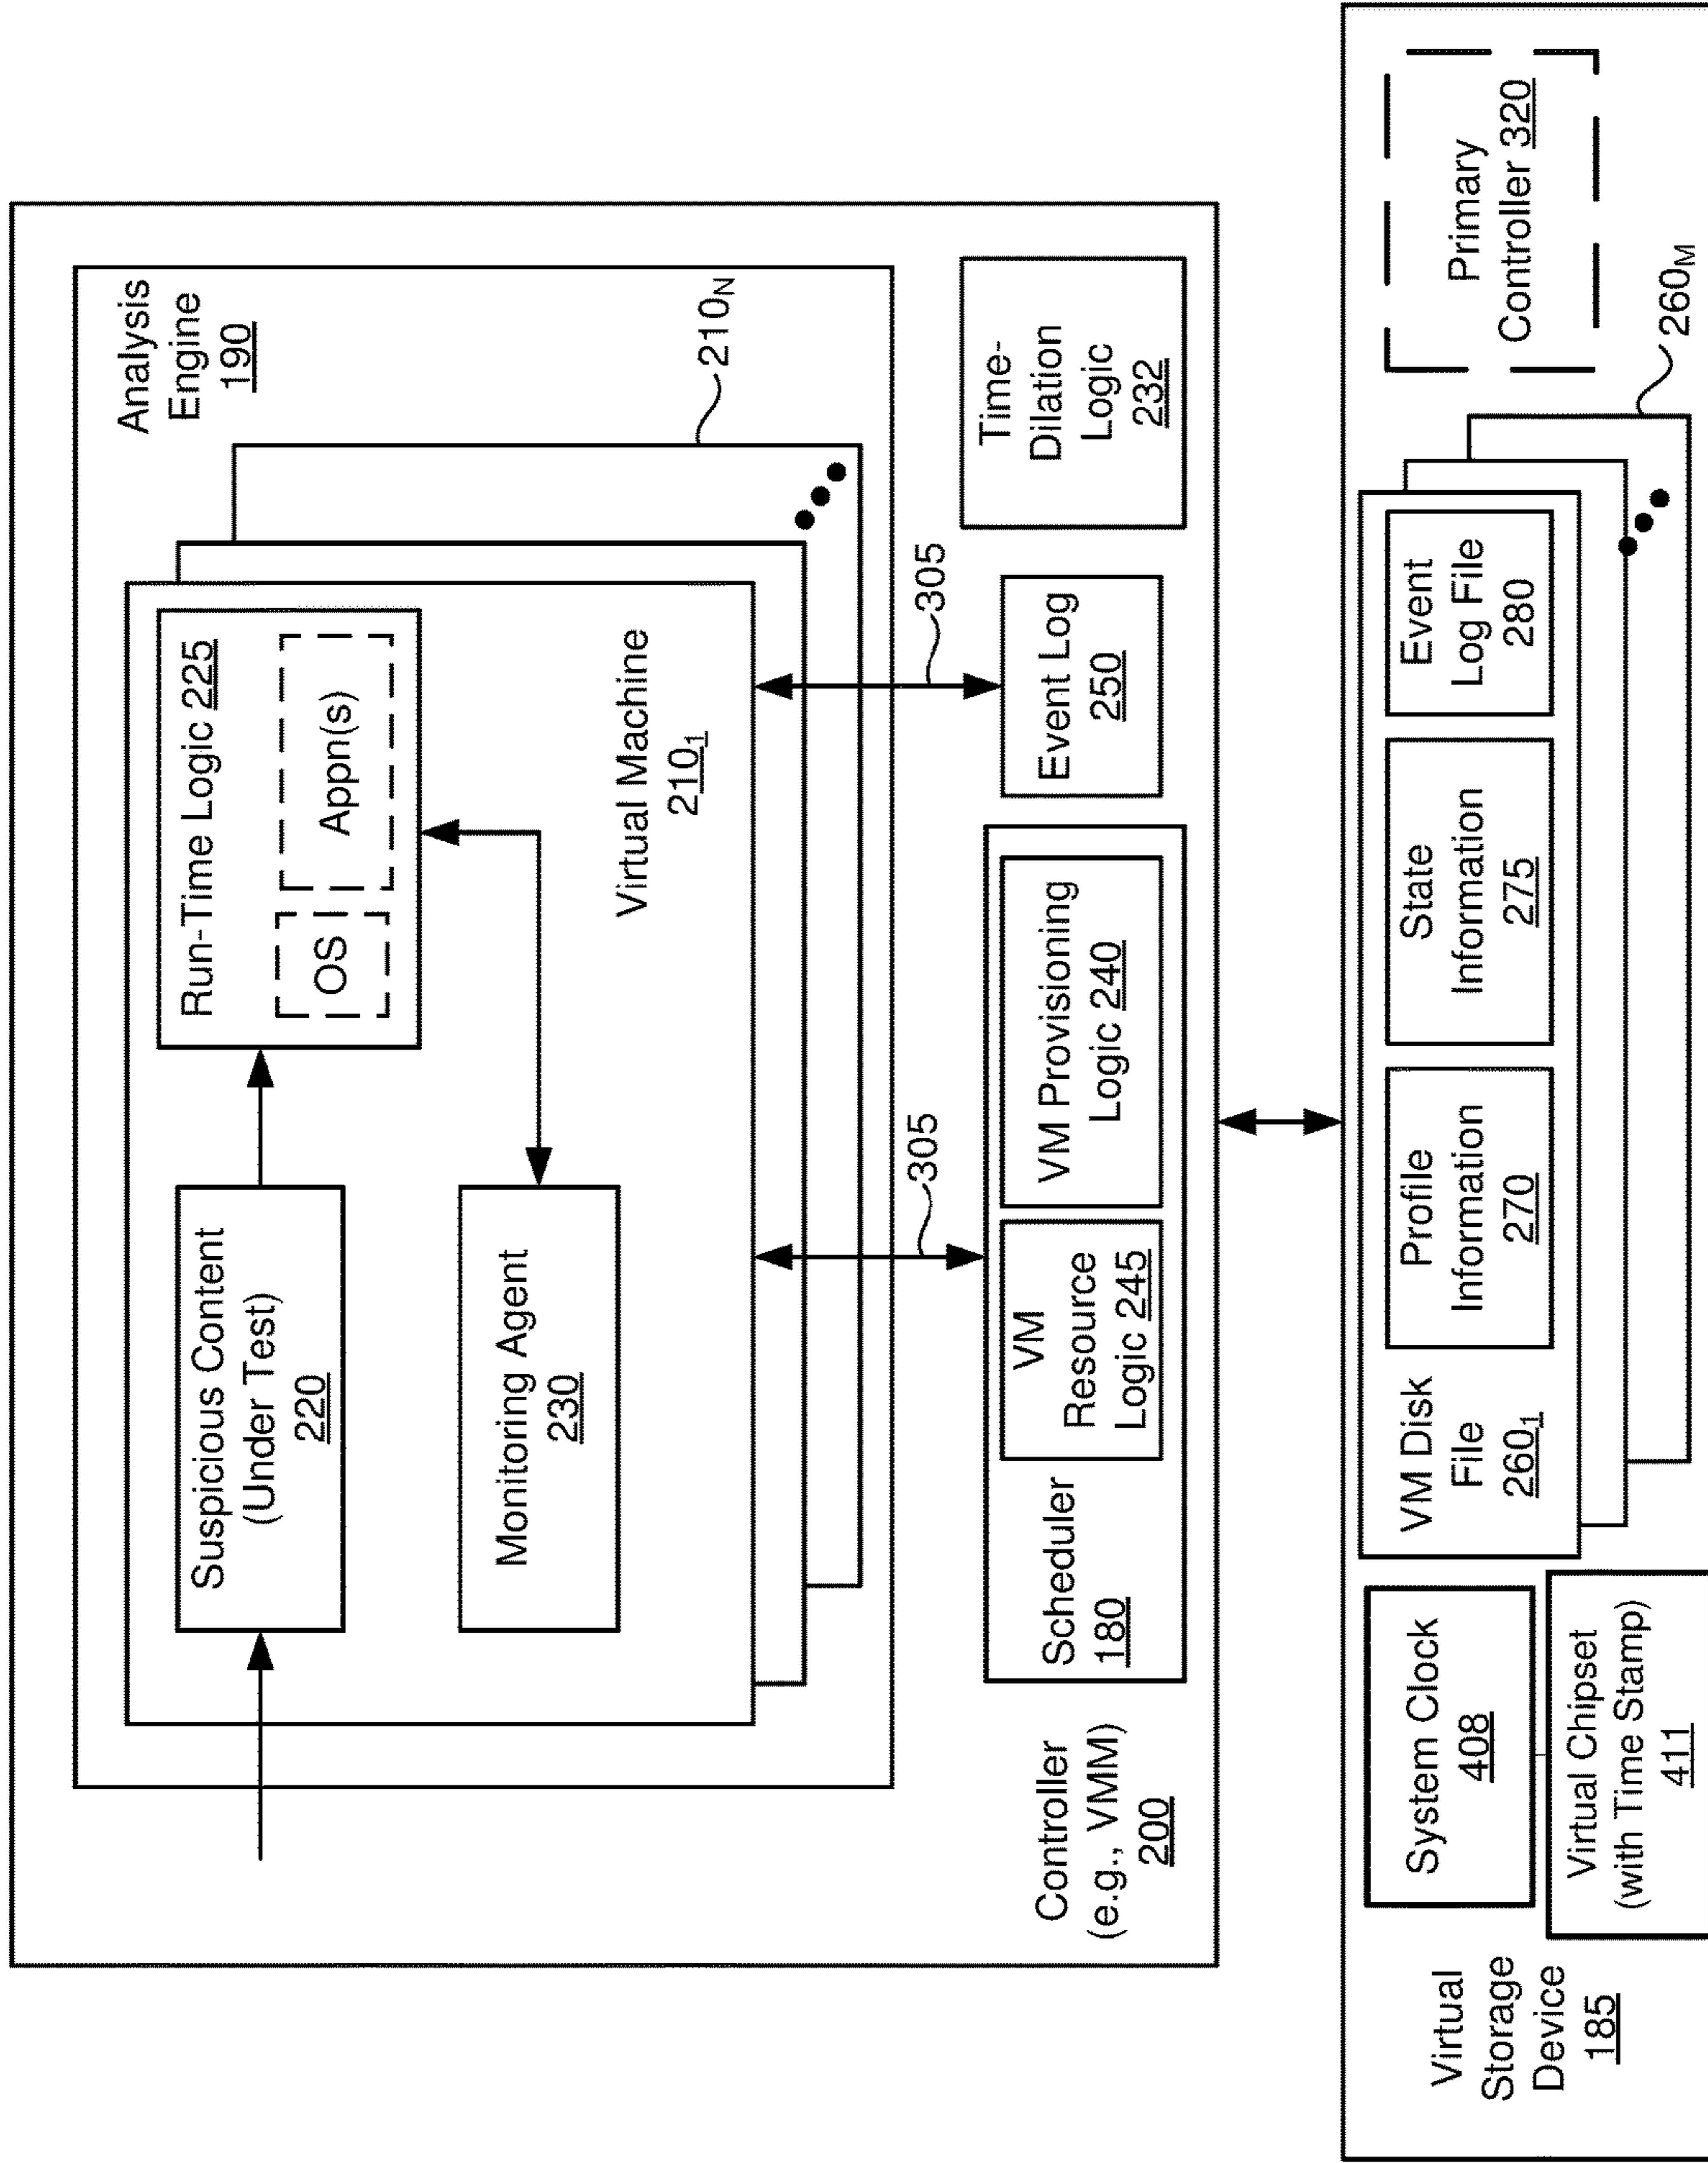 Analysis
Engine
190
210N
Suspicious Content
(Under Test)
220
Run-Time Logic 225
OS
Appn(s)
Monitoring Agent
230
Virtual Machine
2101
305
305
Controller
(e.g., VMM)
200
Scheduler
180
VM
Resource
Logic 245
VM Provisioning
Logic 240
Event Log
250
Time-
Dilation
Logic
232
Virtual
Storage
Device
185
System Clock
408
Virtual Chipset
(with Time Stamp)
411
VM Disk
File
2601
Profile
Information
270
State
Information
275
Event
Log File
280
260M
Primary
Controller 320